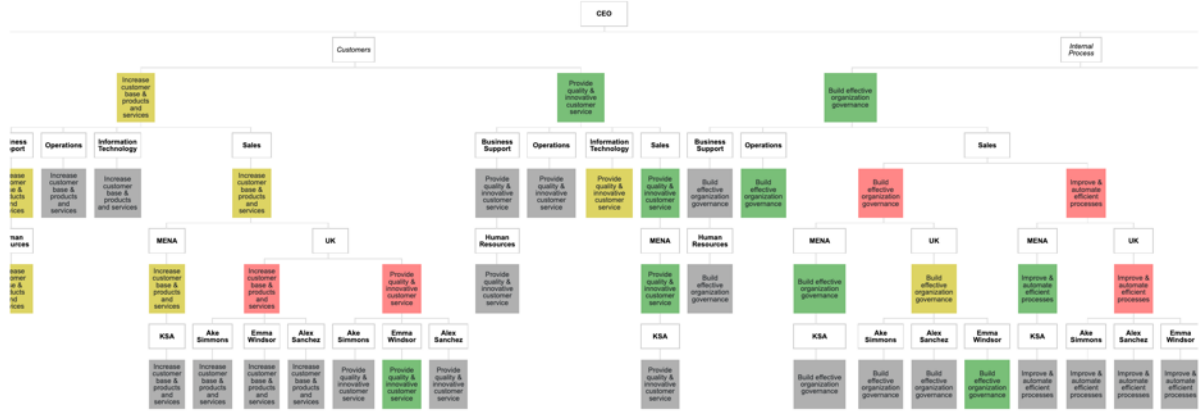 CEO
Customers
Internal
Process
Increase
customer
base &
products
and
services
Provide
quality &
innovative
customer
service
Build effective
organization
governance
Support
Operations
Information
Technology
Sales
Business
Support
Operations
Information
Technology
Sales
Business
Support
Operations
Sales
base &
and
services
Increase
customer
base &
products
and services
Increase
customer
base &
products
and services
Increase
customer
base &
products
and services
Provide
quality &
innovative
customer
service
Provide
quality &
innovative
customer
service
Provide
quality &
innovative
customer
service
Provide
quality &
innovative
customer
service
Build
effective
organization
governance
Build
effective
organization
governance
Build
effective
organization
governance
Improve &
automate
efficient
processes
MENA
UK
Human
Resources
MENA
Human
Resources
MENA
UK
MENA
UK
base &
and
services
Increase
customer
base &
products
and services
Increase
customer
base &
products
and services
Provide
quality &
innovative
customer
service
Provide
quality &
innovative
customer
service
Provide
quality &
innovative
customer
service
Build
effective
organization
governance
Build effective
organization
governance
Build
effective
organization
governance
Improve &
automate
efficient
processes
Improve &
automate
efficient
processes
KSA
Ake
Simmons
Emma
Windsor
Alex
Sanchez
Ake
Simmons
Emma
Windsor
Alex
Sanchez
KSA
KSA
Ake
Simmons
Alex
Sanchez
Emma
Windsor
KSA
Ake
Simmons
Alex
Sanchez
Emma
Windsor
Increase
customer
base &
products
and services
Increase
customer
base &
products
and services
Increase
customer
base &
products
and services
Increase
customer
base &
products
and services
Provide
quality &
innovative
customer
service
Provide
quality &
innovative
customer
service
Provide
quality &
innovative
customer
service
Provide
quality &
innovative
customer
service
Build effective
organization
governance
Build
effective
organization
governance
Build
effective
organization
governance
Build
effective
organization
governance
Improve &
automate
efficient
processes
Improve &
automate
efficient
processes
Improve &
automate
efficient
processes
Improve &
automate
efficient
processes